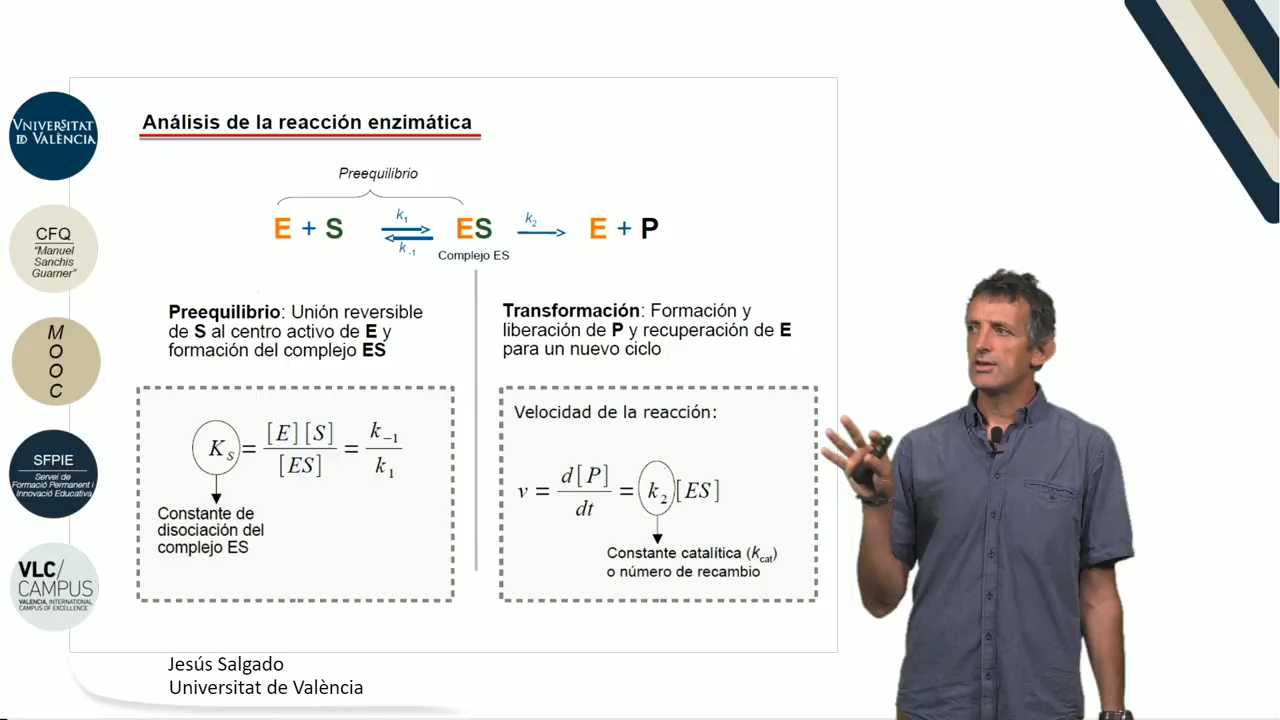 VNIVERSITAT
ID VALÈNCIA
CFQ
"Manuel
Sanchis
Guarner"
M
O
O
C
SFPIE
Servei de
Formació Permanent i
Innovació Educativa
VLC/
CAMPUS
VALENCIA, INTERNATIONAL
CAMPUS OF EXCELLENCE
Análisis de la reacción enzimática
Preequilibrio
E + S k1 k-1 ES k2 E + P
Complejo ES
Preequilibrio: Unión reversible
de S al centro activo de E y
formación del complejo ES
KS = [E][S] / [ES] = k-1 / k1
Constante de
disociación del
complejo ES
Transformación: Formación y
liberación de P y recuperación de E
para un nuevo ciclo
Velocidad de la reacción:
v = d[P] / dt = k2 [ES]
Constante catalítica (kcat)
o número de recambio
Jesús Salgado
Universitat de València